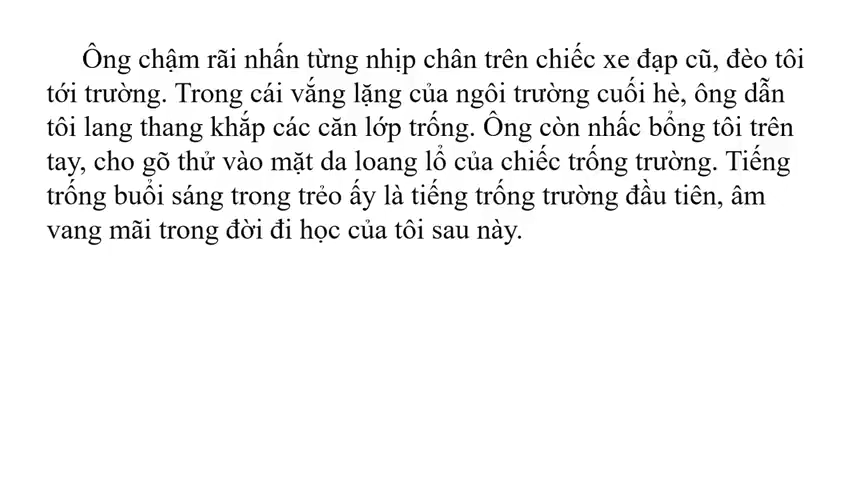 Ông chậm rãi nhấn từng nhịp chân trên chiếc xe đạp cũ, đèo tôi
tới trường. Trong cái vắng lặng của ngôi trường cuối hè, ông dẫn
tôi lang thang khắp các căn lớp trống. Ông còn nhấc bổng tôi trên
tay, cho gõ thử vào mặt da loang lổ của chiếc trống trường. Tiếng
trống buổi sáng trong trẻo ấy là tiếng trống trường đầu tiên, âm
vang mãi trong đời đi học của tôi sau này.